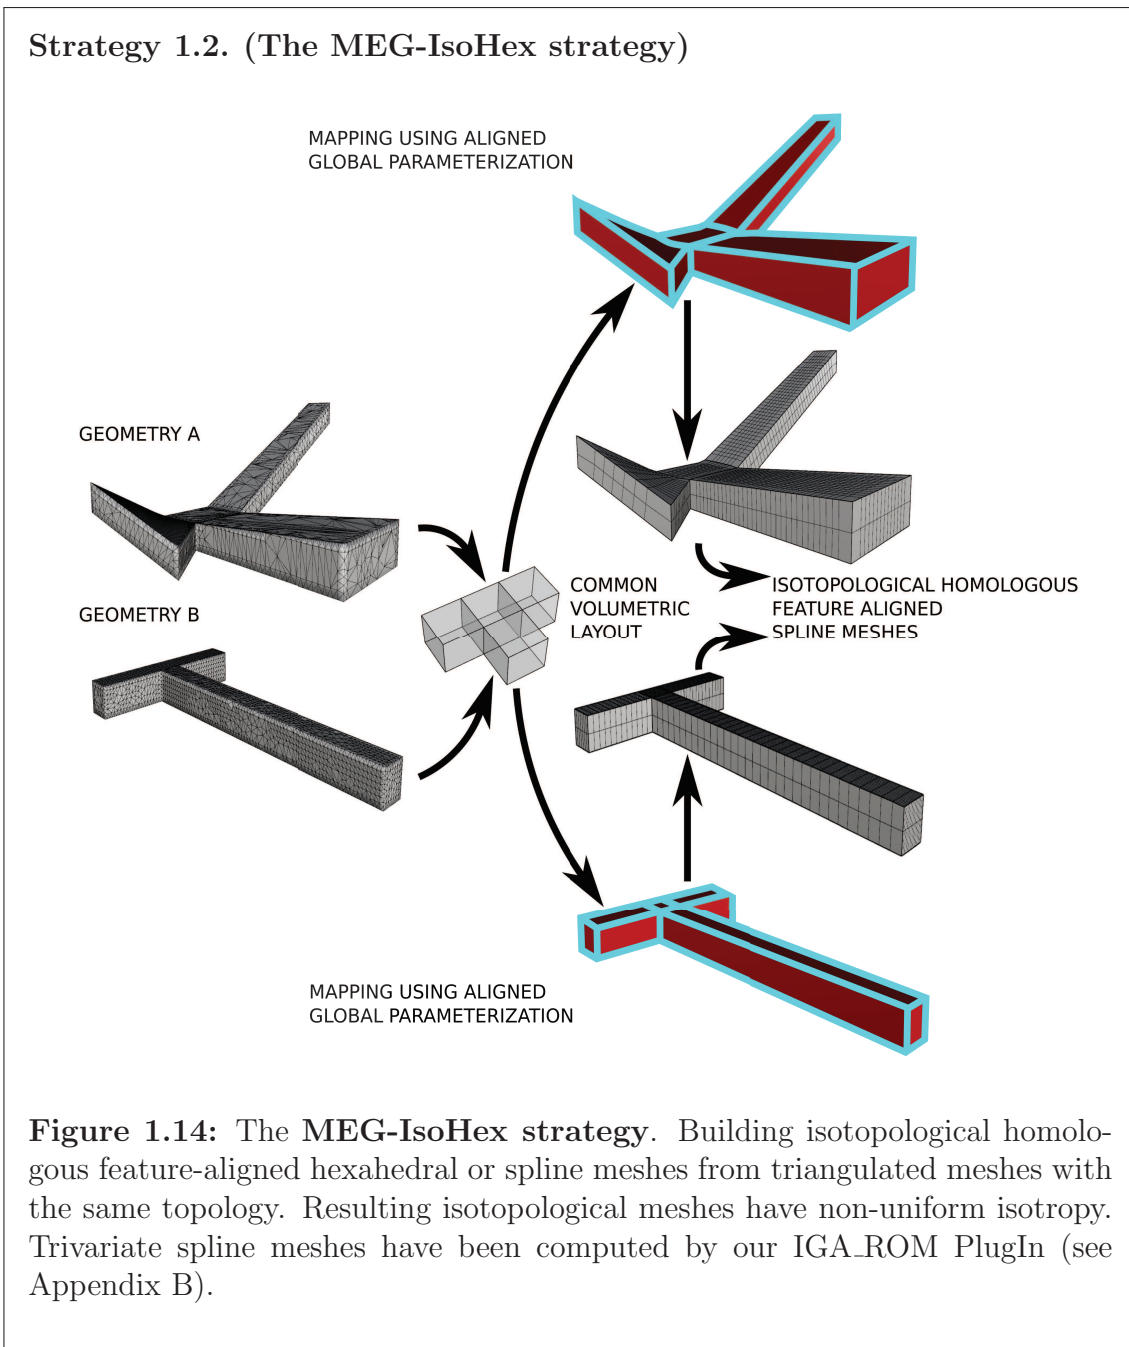 Strategy 1.2. (The MEG-IsoHex strategy)
MAPPING USING ALIGNED
GLOBAL PARAMETERIZATION
GEOMETRY A
GEOMETRY B
COMMON
VOLUMETRIC
LAYOUT
ISOTOPOLOGICAL HOMOLOGOUS
FEATURE ALIGNED
SPLINE MESHES
MAPPING USING ALIGNED
GLOBAL PARAMETERIZATION
Figure 1.14: The MEG-IsoHex strategy. Building isotopological homolo-
gous feature-aligned hexahedral or spline meshes from triangulated meshes with
the same topology. Resulting isotopological meshes have non-uniform isotropy.
Trivariate spline meshes have been computed by our IGA_ROM PlugIn (see
Appendix B).